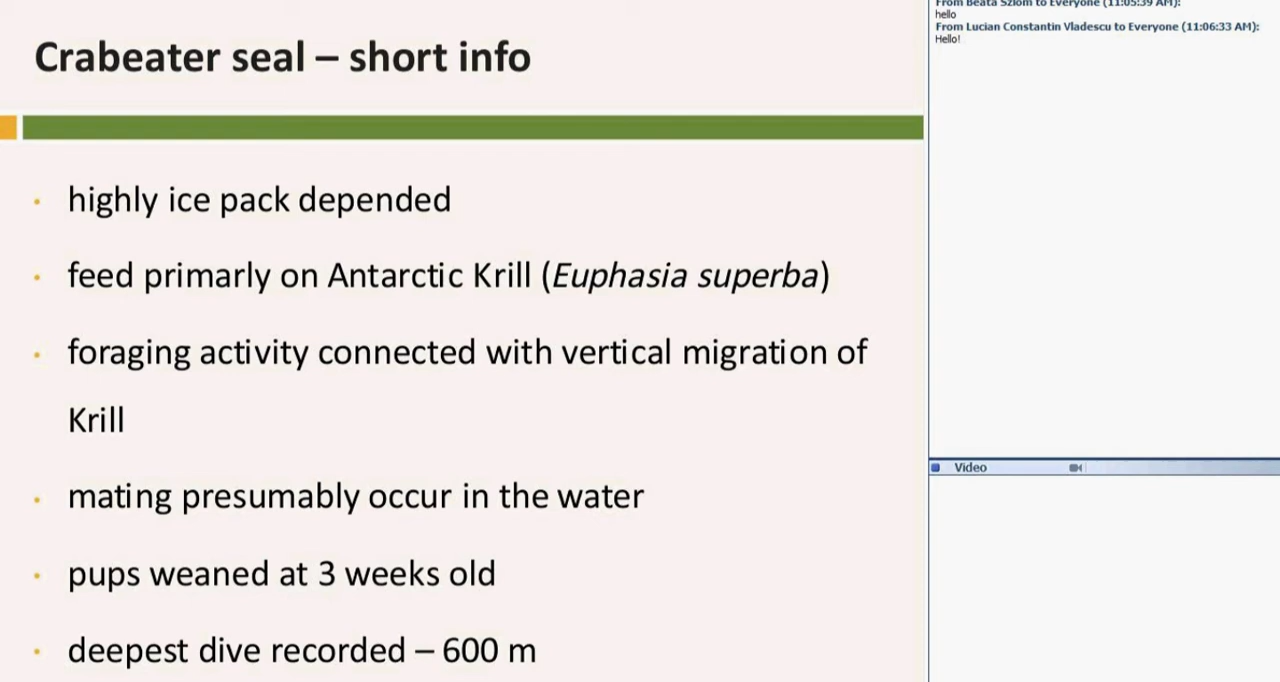 Crabeater seal – short info
· highly ice pack depended
· feed primarly on Antarctic Krill (Euphasia superba)
· foraging activity connected with vertical migration of
Krill
· mating presumably occur in the water
· pups weaned at 3 weeks old
· deepest dive recorded – 600 m
From Beata Szlom to Everyone (11:05:39 AM):
hello
From Lucian Constantin Vladescu to Everyone (11:06:33 AM):
Hello!
Video